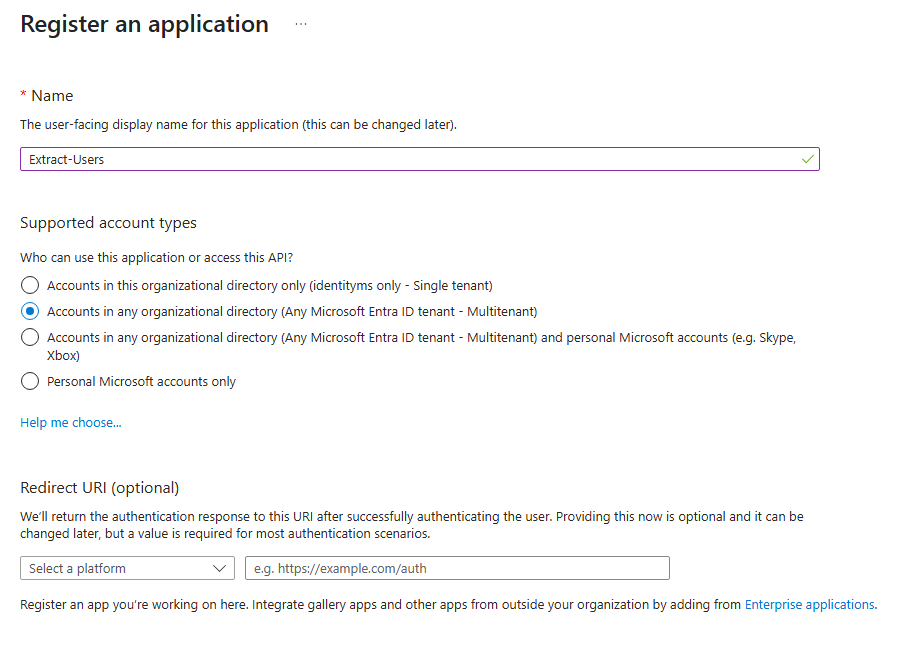 Register an application ...
* Name
The user-facing display name for this application (this can be changed later).
Extract-Users
Supported account types
Who can use this application or access this API?
Accounts in this organizational directory only (identityms only - Single tenant)
Accounts in any organizational directory (Any Microsoft Entra ID tenant - Multitenant)
Accounts in any organizational directory (Any Microsoft Entra ID tenant - Multitenant) and personal Microsoft accounts (e.g. Skype,
Xbox)
Personal Microsoft accounts only
Help me choose...
Redirect URI (optional)
We'll return the authentication response to this URI after successfully authenticating the user. Providing this now is optional and it can be
changed later, but a value is required for most authentication scenarios.
Select a platform
e.g. https://example.com/auth
Register an app you're working on here. Integrate gallery apps and other apps from outside your organization by adding from Enterprise applications.